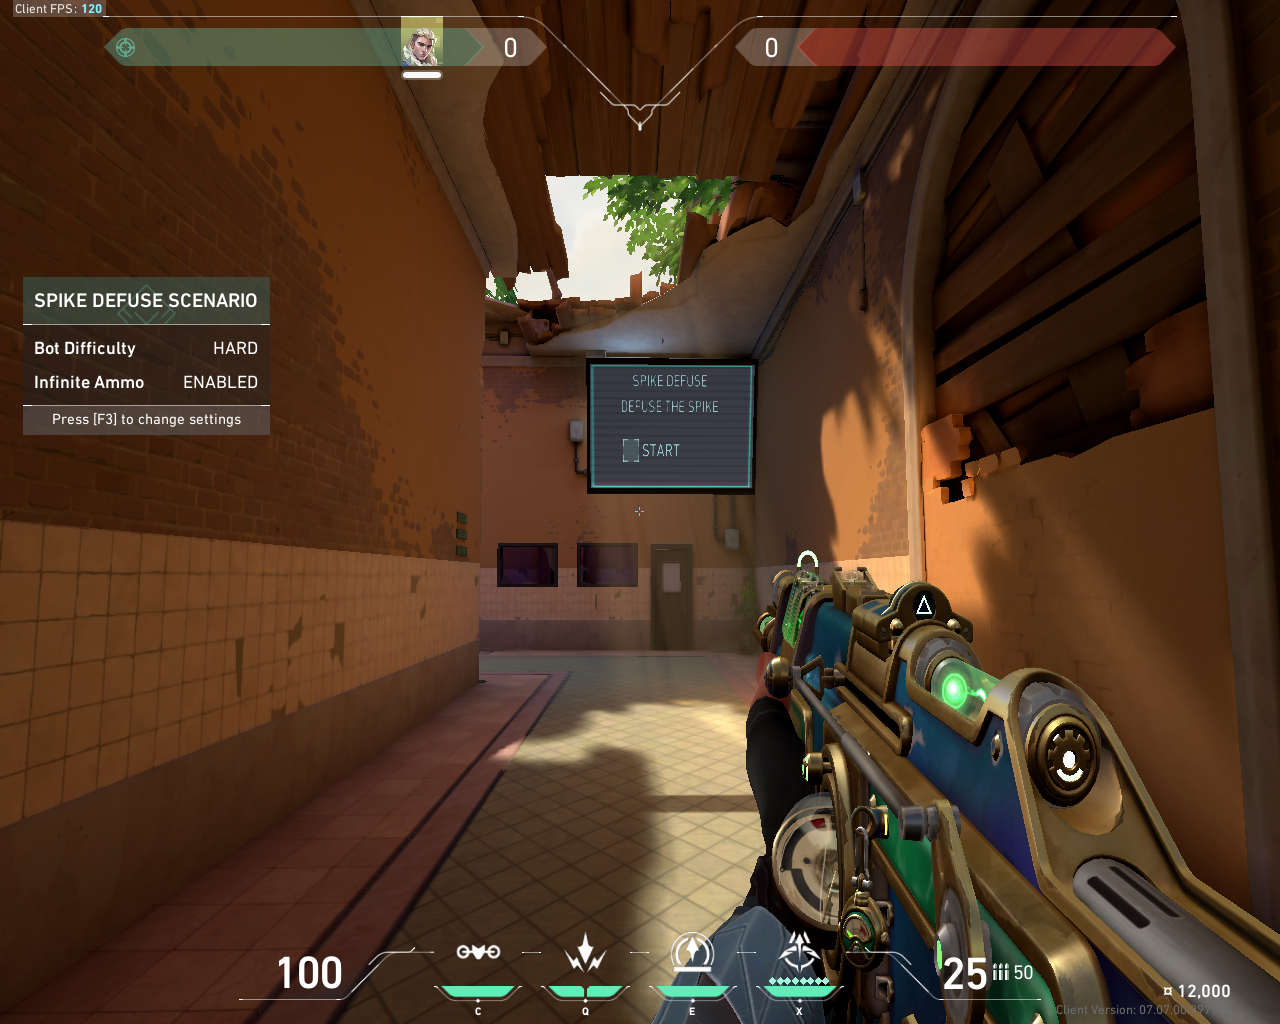 Client FPS: 120
0
0
SPIKE DEFUSE SCENARIO
Bot Difficulty HARD
Infinite Ammo ENABLED
Press [F3] to change settings
SPIKE DEFUSE
DEFUSE THE SPIKE
START
100
25 50
12,000
C
Q
E
X